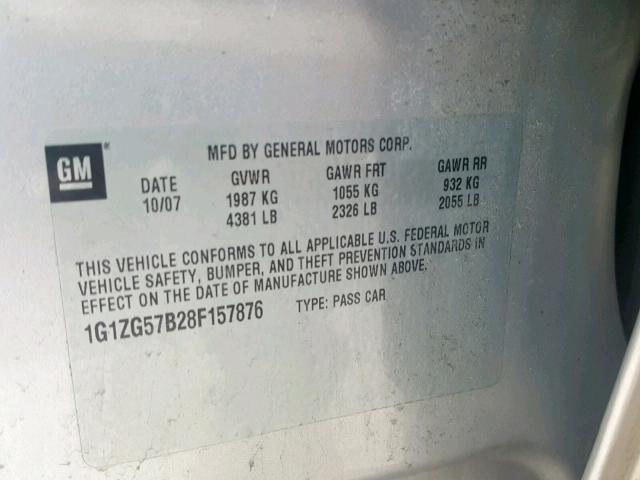 GM
MFD BY GENERAL MOTORS CORP.
DATE GVWR GAWR FRT GAWR RR
10/07 1987 KG 1055 KG 932 KG
4381 LB 2326 LB 2055 LB
THIS VEHICLE CONFORMS TO ALL APPLICABLE U.S. FEDERAL MOTOR
VEHICLE SAFETY, BUMPER, AND THEFT PREVENTION STANDARDS IN
EFFECT ON THE DATE OF MANUFACTURE SHOWN ABOVE.
1G1ZG57B28F157876 TYPE: PASS CAR